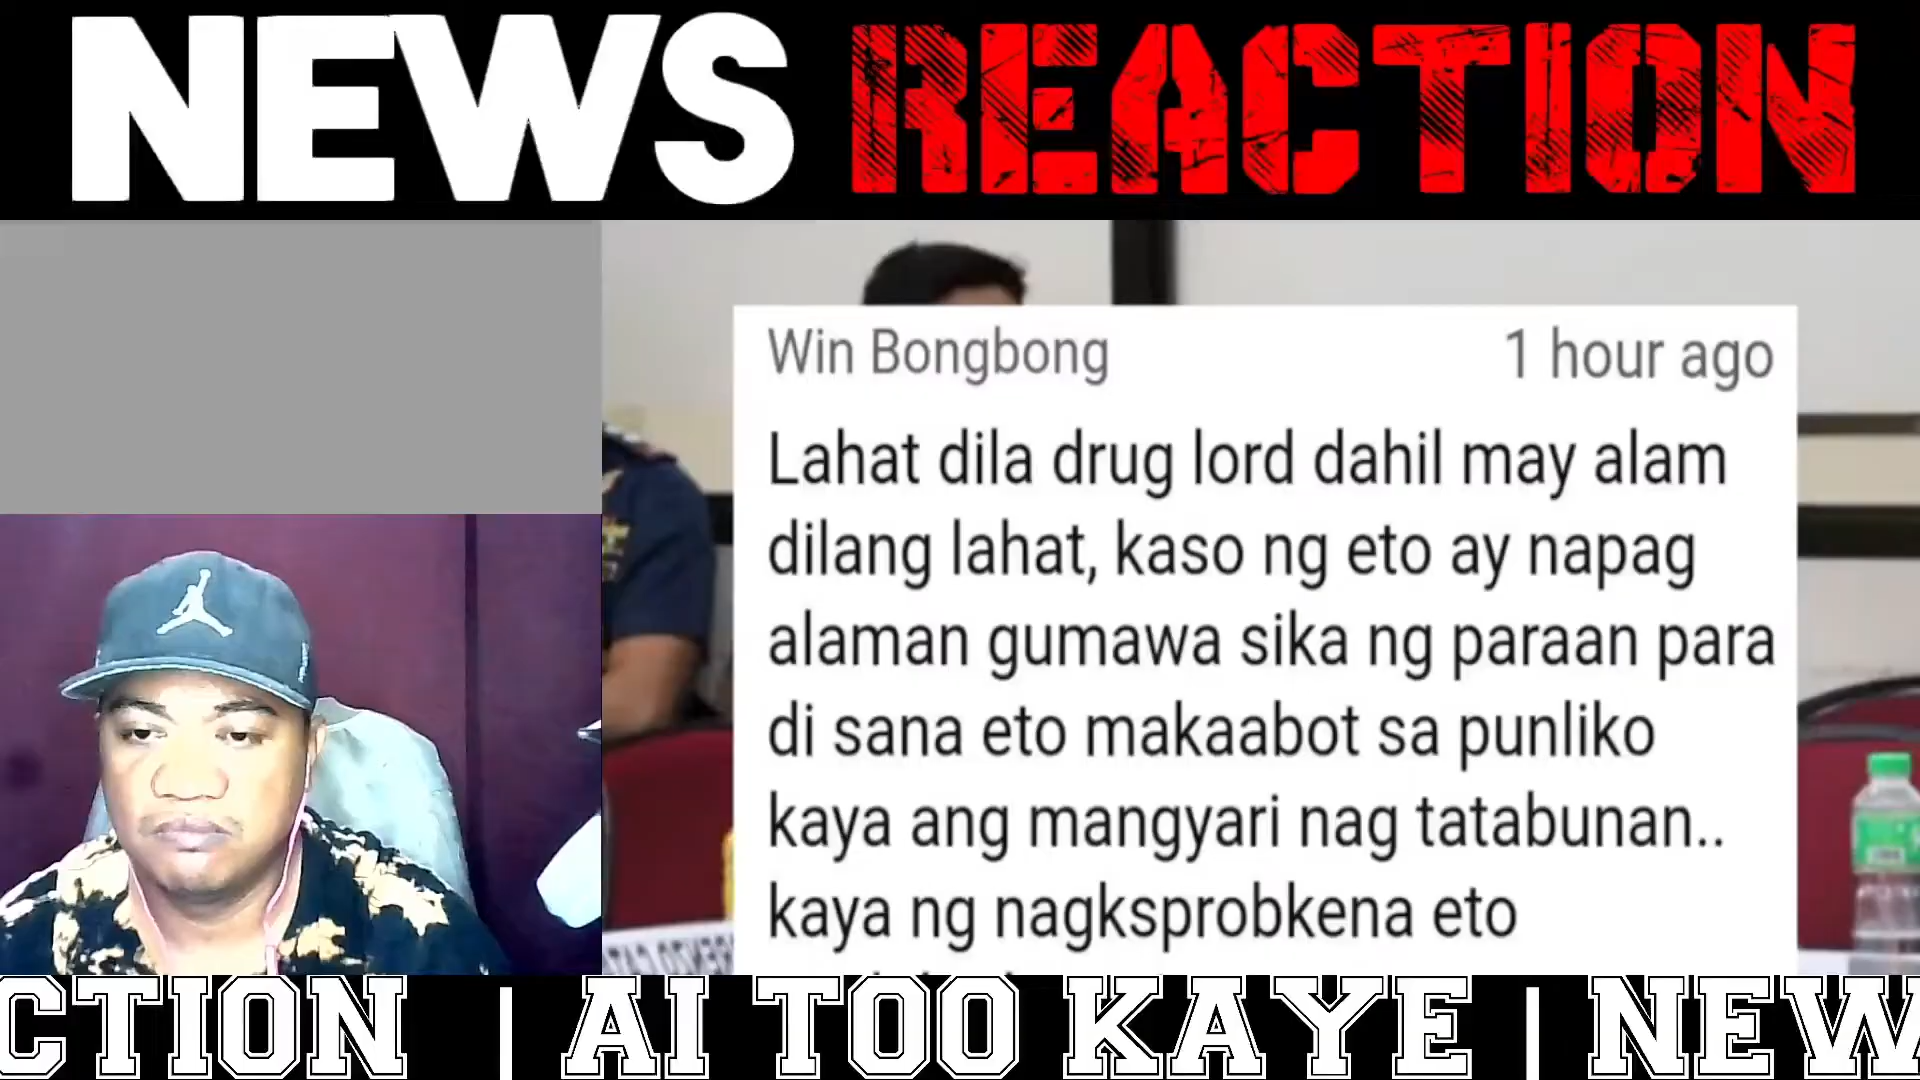 NEWS REACTION
Win Bongbong
1 hour ago
Lahat dila drug lord dahil may alam
dilang lahat, kaso ng eto ay napag
alaman gumawa sika ng paraan para
di sana eto makaabot sa punliko
kaya ang mangyari nag tatabunan..
kaya ng nagksprobkena eto
CTION | AI TOO KAYE | NEW